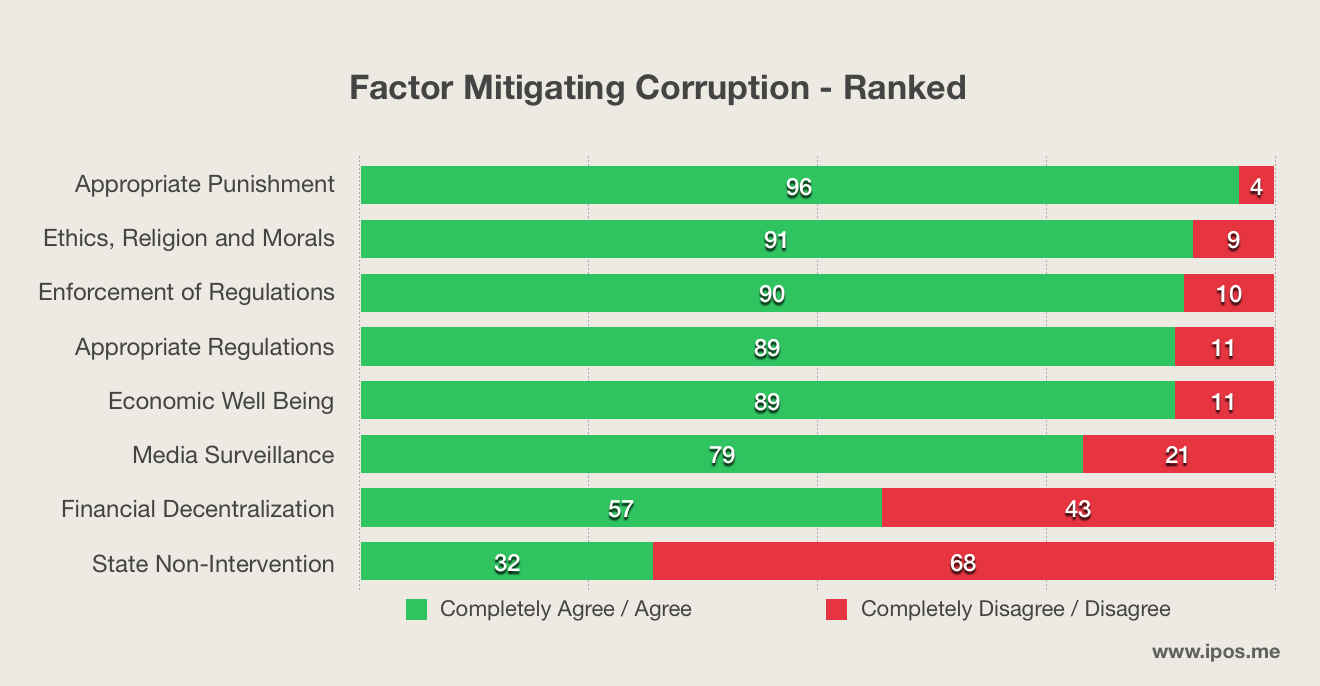 Factor Mitigating Corruption - Ranked
Appropriate Punishment 96 4
Ethics, Religion and Morals 91 9
Enforcement of Regulations 90 10
Appropriate Regulations 89 11
Economic Well Being 89 11
Media Surveillance 79 21
Financial Decentralization 57 43
State Non-Intervention 32 68
Completely Agree / Agree Completely Disagree / Disagree
www.ipos.me